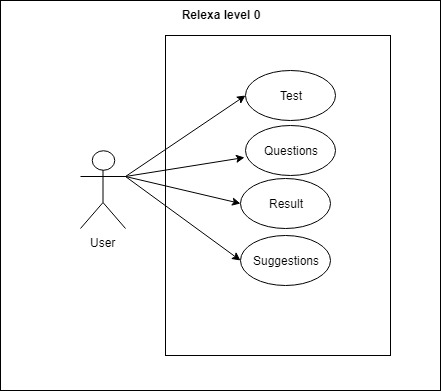 Relexa level 0
Test
Questions
Result
Suggestions
User